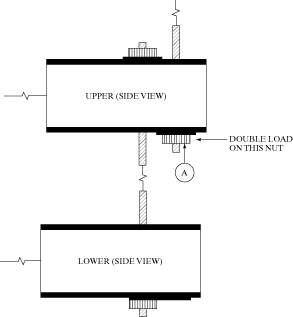 UPPER (SIDE VIEW)
DOUBLE LOAD
ON THIS NUT
A
LOWER (SIDE VIEW)